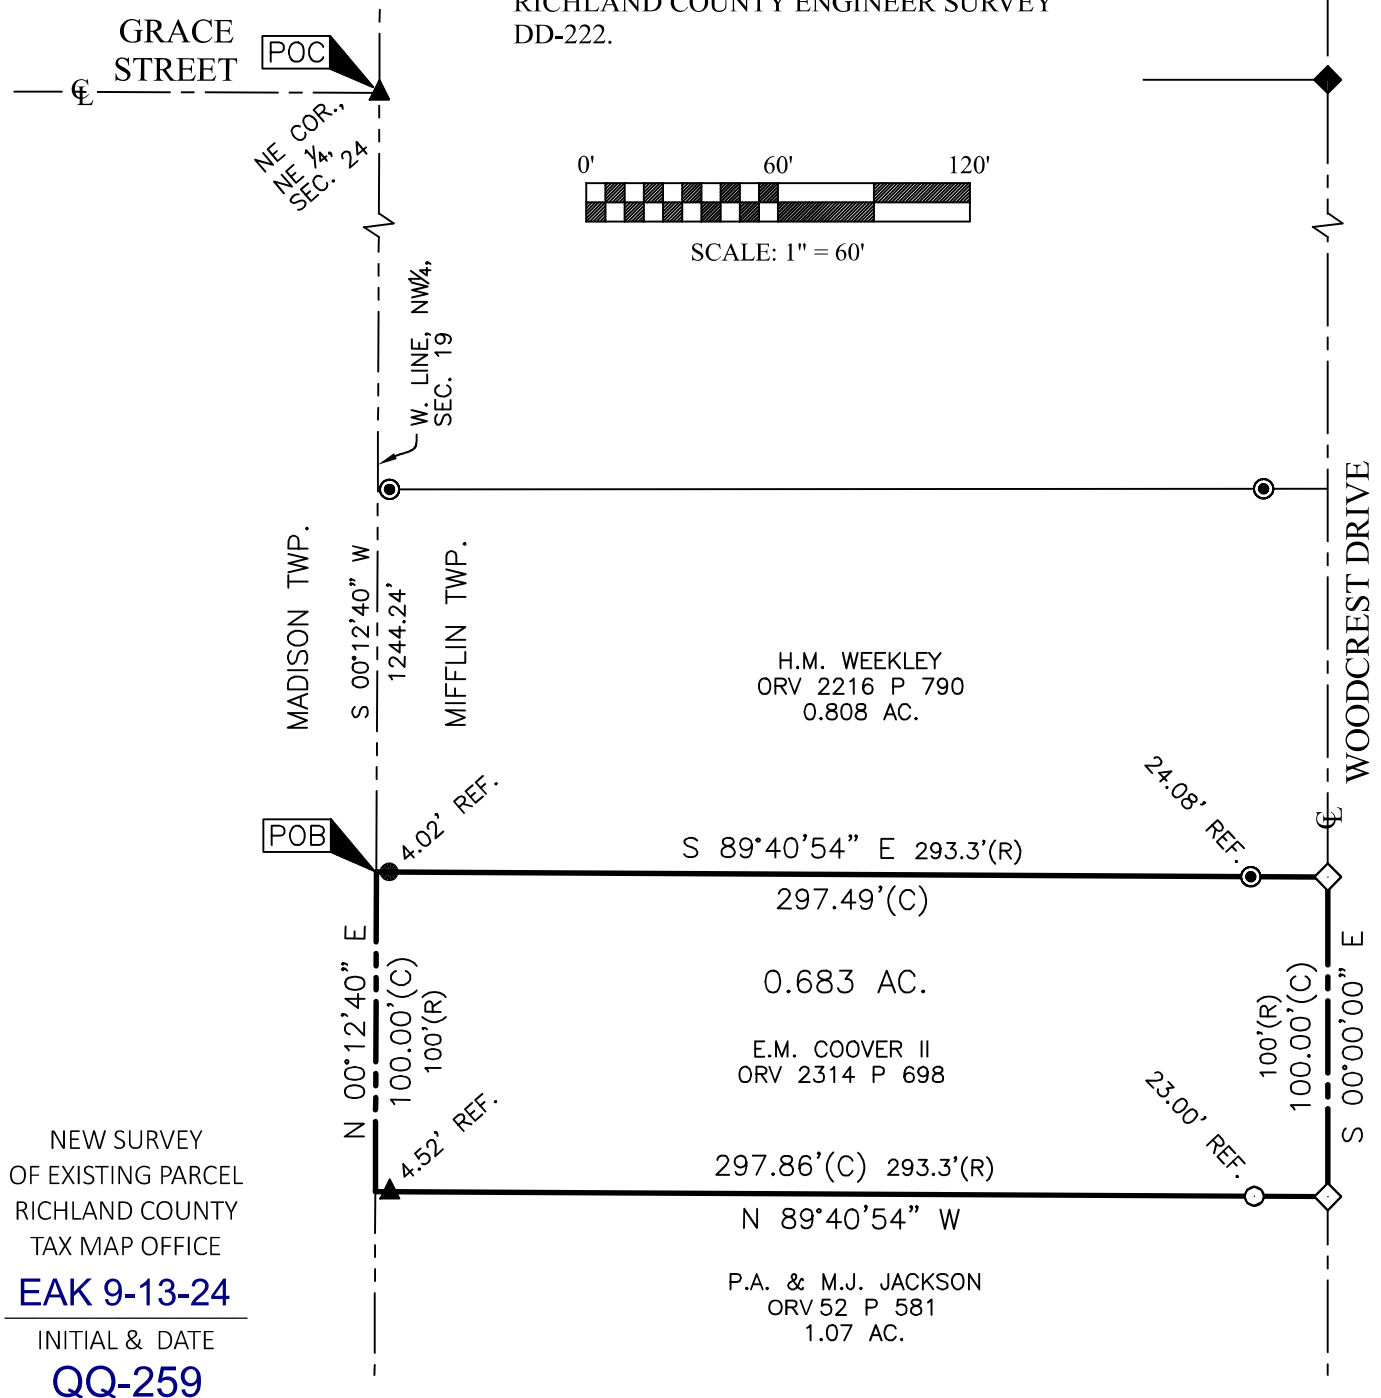 RICHLAND COUNTY ENGINEER SURVEY
DD-222.
GRACE
STREET
POC
℄
NE COR.,
NE ¼,
SEC. 24
0' 60' 120'
SCALE: 1" = 60'
W. LINE, NW¼,
SEC. 19
MADISON TWP.
S 00°12'40" W
1244.24'
MIFFLIN TWP.
H.M. WEEKLEY
ORV 2216 P 790
0.808 AC.
WOODCREST DRIVE
℄
POB
4.02' REF.
24.08' REF.
S 89°40'54" E 293.3'(R)
297.49'(C)
N 00°12'40" E
100.00'(C)
100'(R)
0.683 AC.
E.M. COOVER II
ORV 2314 P 698
100'(R)
100.00'(C)
S 00°00'00" E
4.52' REF.
23.00' REF.
297.86'(C) 293.3'(R)
N 89°40'54" W
P.A. & M.J. JACKSON
ORV 52 P 581
1.07 AC.
NEW SURVEY
OF EXISTING PARCEL
RICHLAND COUNTY
TAX MAP OFFICE
EAK 9-13-24
INITIAL & DATE
QQ-259